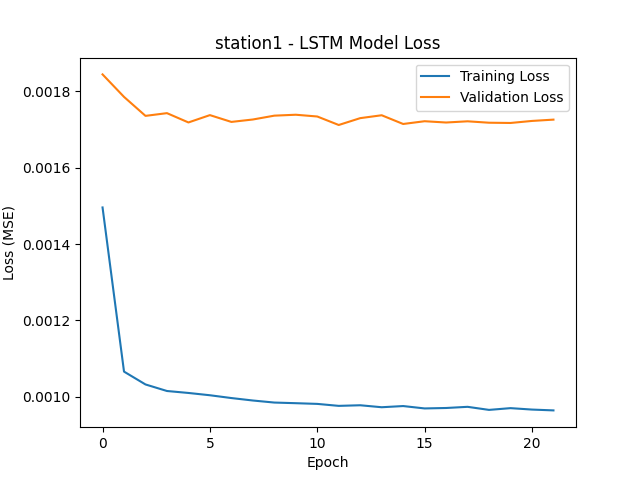 station1 - LSTM Model Loss
Training Loss
Validation Loss
Loss (MSE)
0.0018
0.0016
0.0014
0.0012
0.0010
0 5 10 15 20
Epoch